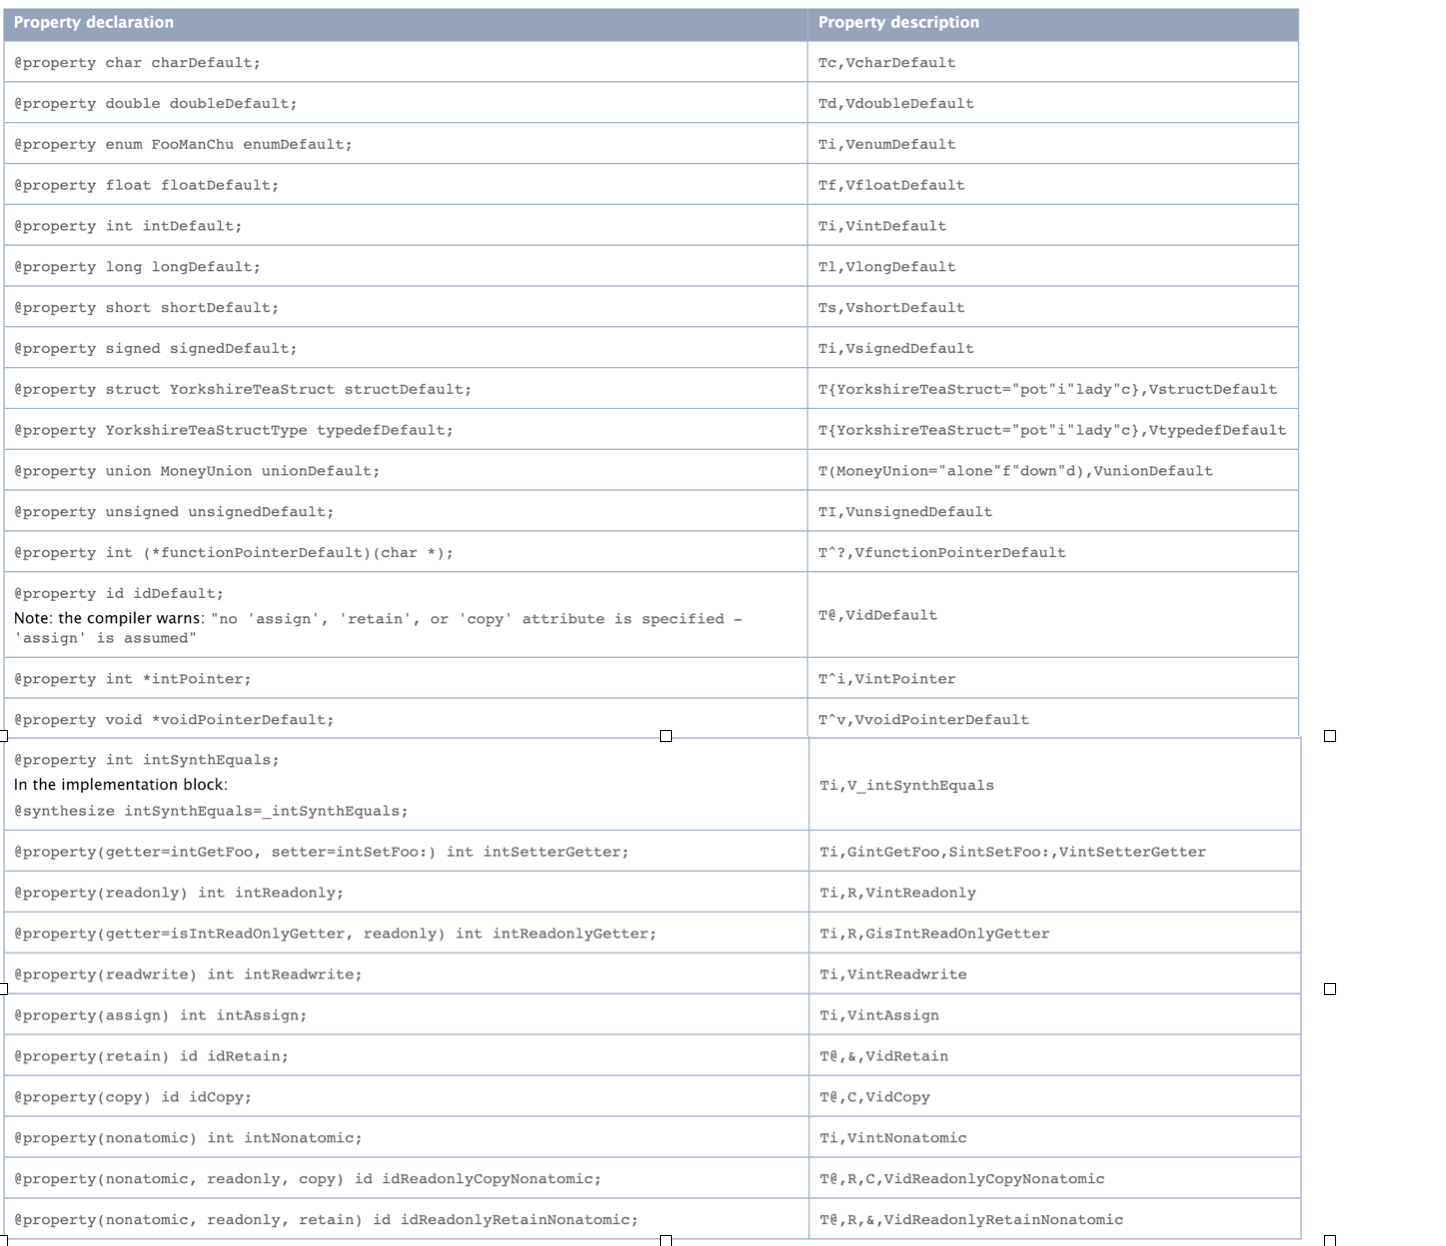 Property declaration Property description
@property char charDefault; Tc,VcharDefault
@property double doubleDefault; Td,VdoubleDefault
@property enum FooManChu enumDefault; Ti,VenumDefault
@property float floatDefault; Tf,VfloatDefault
@property int intDefault; Ti,VintDefault
@property long longDefault; Tl,VlongDefault
@property short shortDefault; Ts,VshortDefault
@property signed signedDefault; Ti,VsignedDefault
@property struct YorkshireTeaStruct structDefault; T{YorkshireTeaStruct="pot"i"lady"c},VstructDefault
@property YorkshireTeaStructType typedefDefault; T{YorkshireTeaStruct="pot"i"lady"c},VtypedefDefault
@property union MoneyUnion unionDefault; T(MoneyUnion="alone"f"down"d),VunionDefault
@property unsigned unsignedDefault; TI,VunsignedDefault
@property int (*functionPointerDefault)(char *); T^?,VfunctionPointerDefault
@property id idDefault;
Note: the compiler warns: "no 'assign', 'retain', or 'copy' attribute is specified -
'assign' is assumed"
T@,VidDefault
@property int *intPointer; T^i,VintPointer
@property void *voidPointerDefault; T^v,VvoidPointerDefault
@property int intSynthEquals;
In the implementation block:
@synthesize intSynthEquals=_intSynthEquals;
Ti,V_intSynthEquals
@property(getter=intGetFoo, setter=intSetFoo:) int intSetterGetter; Ti,GintGetFoo,SintSetFoo:,VintSetterGetter
@property(readonly) int intReadonly; Ti,R,VintReadonly
@property(getter=isIntReadOnlyGetter, readonly) int intReadonlyGetter; Ti,R,GisIntReadOnlyGetter
@property(readwrite) int intReadwrite; Ti,VintReadwrite
@property(assign) int intAssign; Ti,VintAssign
@property(retain) id idRetain; T@,&,VidRetain
@property(copy) id idCopy; T@,C,VidCopy
@property(nonatomic) int intNonatomic; Ti,VintNonatomic
@property(nonatomic, readonly, copy) id idReadonlyCopyNonatomic; T@,R,C,VidReadonlyCopyNonatomic
@property(nonatomic, readonly, retain) id idReadonlyRetainNonatomic; T@,R,&,VidReadonlyRetainNonatomic